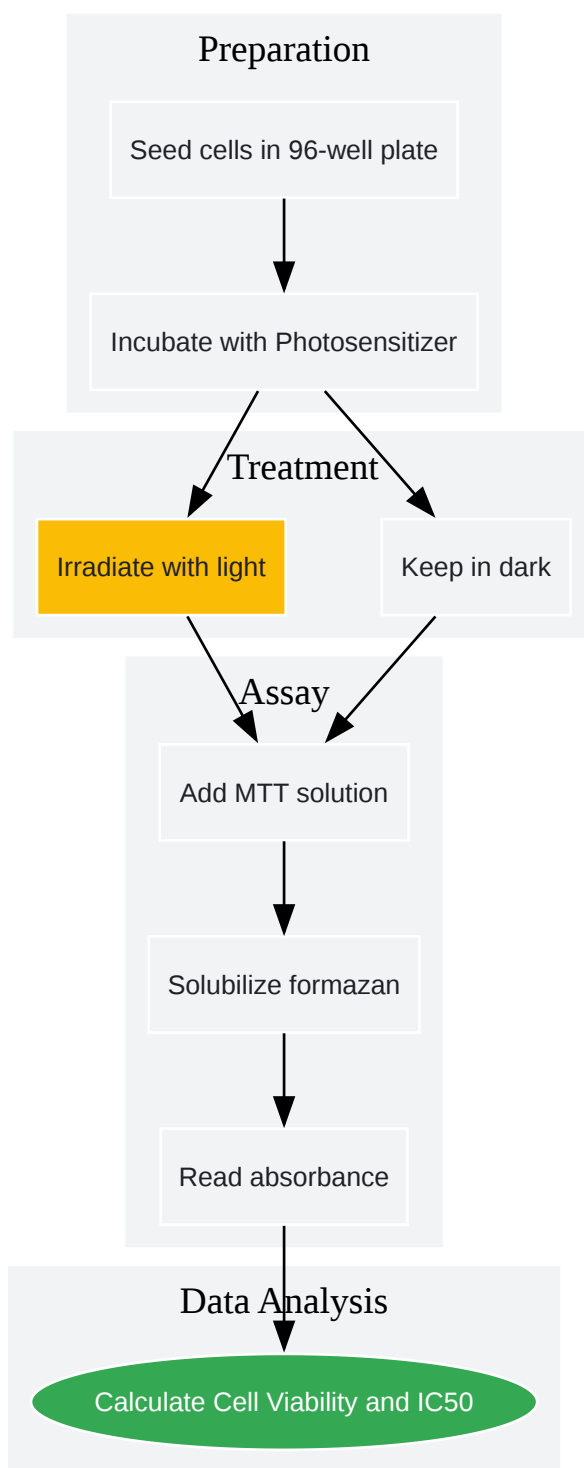 Preparation
Seed cells in 96-well plate
Incubate with Photosensitizer
Treatment
Irradiate with light
Keep in dark
Assay
Add MTT solution
Solubilize formazan
Read absorbance
Data Analysis
Calculate Cell Viability and IC50